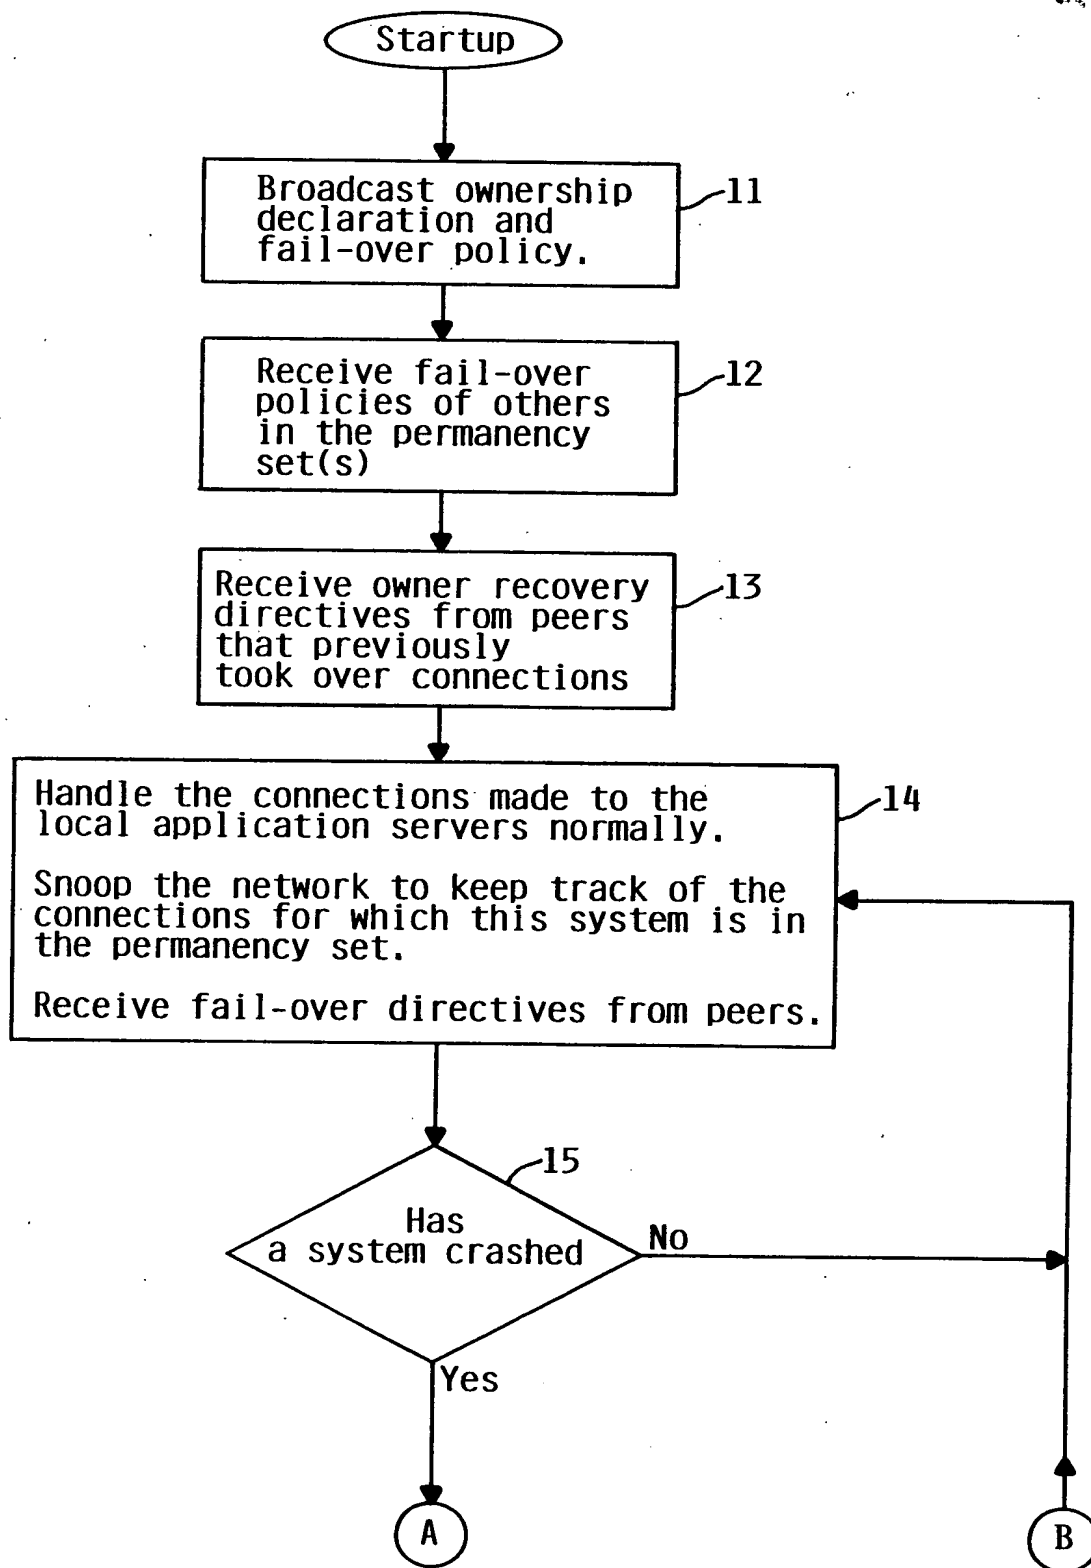 Startup
Broadcast ownership
declaration and
fail-over policy.
11
Receive fail-over
policies of others
in the permanency
set(s)
12
Receive owner recovery
directives from peers
that previously
took over connections
13
Handle the connections made to the
local application servers normally.
Snoop the network to keep track of the
connections for which this system is in
the permanency set.
Receive fail-over directives from peers.
14
15
Has
a system crashed
No
Yes
A
B